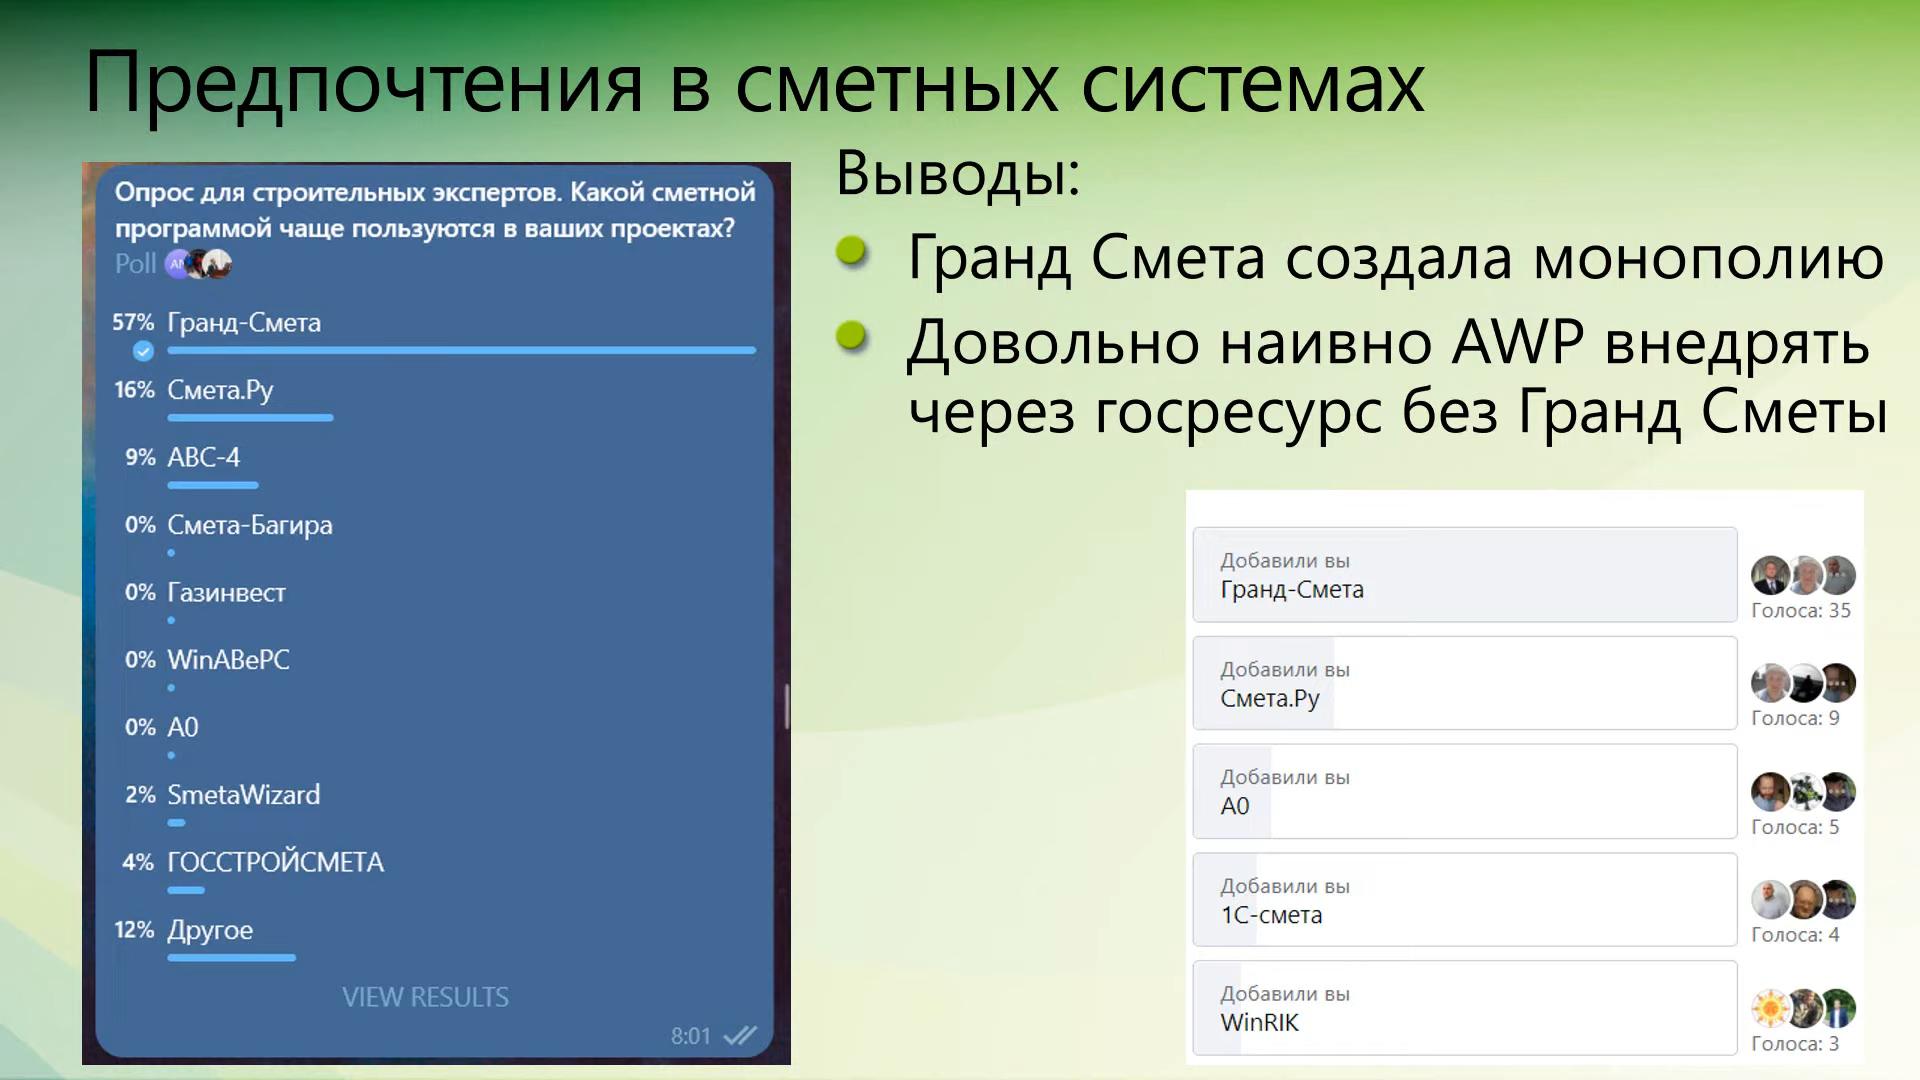 Предпочтения в сметных системах
Опрос для строительных экспертов. Какой сметной
программой чаще пользуются в ваших проектах?
Poll
57% Гранд-Смета
16% Смета.Ру
9% АВС-4
0% Смета-Багира
0% Газинвест
0% WinАВеРС
0% А0
2% SmetaWizard
4% ГОССТРОЙСМЕТА
12% Другое
VIEW RESULTS
8:01
Выводы:
Гранд Смета создала монополию
Довольно наивно AWP внедрять
через госресурс без Гранд Сметы
Добавили вы
Гранд-Смета
Голоса: 35
Добавили вы
Смета.Ру
Голоса: 9
Добавили вы
А0
Голоса: 5
Добавили вы
1С-смета
Голоса: 4
Добавили вы
WinRIK
Голоса: 3